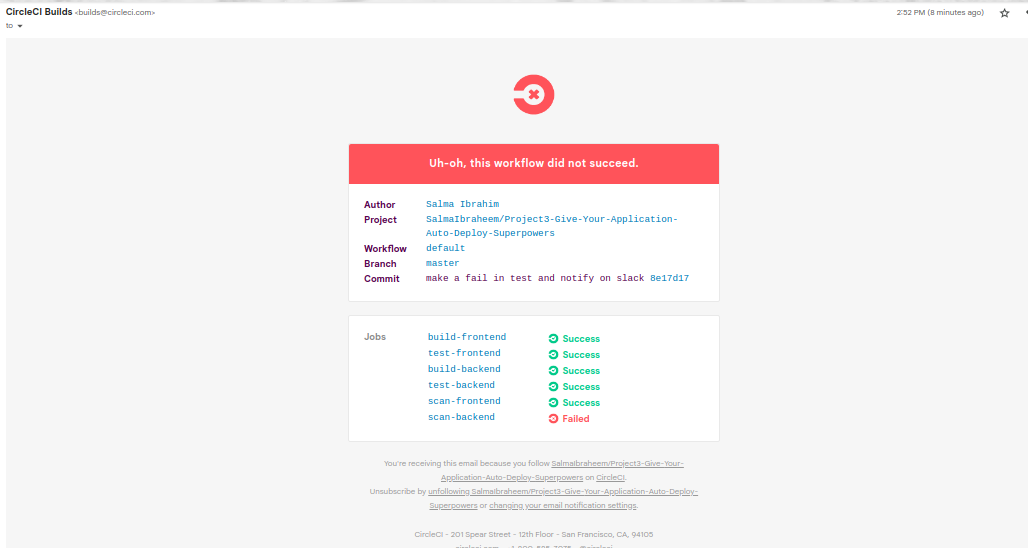 CircleCI Builds <builds@circleci.com>
2:52 PM (8 minutes ago)
to
Uh-oh, this workflow did not succeed.
Author Salma Ibrahim
Project SalmaIbraheem/Project3-Give-Your-Application-
Auto-Deploy-Superpowers
Workflow default
Branch master
Commit make a fail in test and notify on slack 8e17d17
Jobs build-frontend Success
test-frontend Success
build-backend Success
test-backend Success
scan-frontend Success
scan-backend Failed
You're receiving this email because you follow SalmaIbraheem/Project3-Give-Your-
Application-Auto-Deploy-Superpowers on CircleCI.
Unsubscribe by unfollowing SalmaIbraheem/Project3-Give-Your-Application-Auto-Deploy-
Superpowers or changing your email notification settings.
CircleCI - 201 Spear Street - 12th Floor - San Francisco, CA, 94105